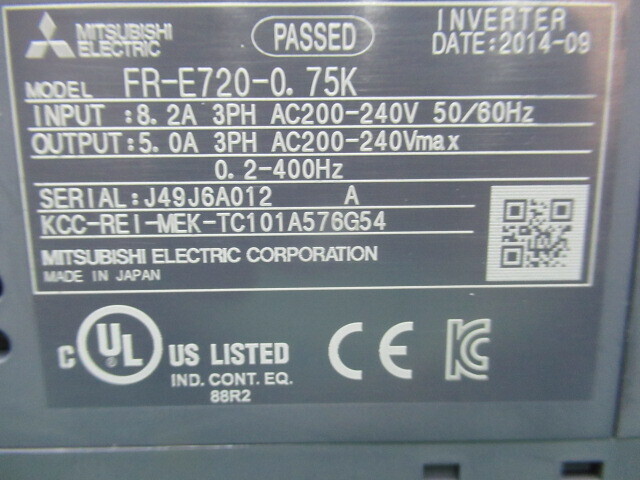 MITSUBISHI
ELECTRIC
PASSED
INVERTER
DATE:2014-09
MODEL FR-E720-0.75K
INPUT :8.2A 3PH AC200-240V 50/60Hz
OUTPUT:5.0A 3PH AC200-240Vmax
0.2-400Hz
SERIAL:J49J6A012 A
KCC-REI-MEK-TC101A576G54
MITSUBISHI ELECTRIC CORPORATION
MADE IN JAPAN
C UL ® US LISTED
IND. CONT. EQ.
88R2
CE
KC